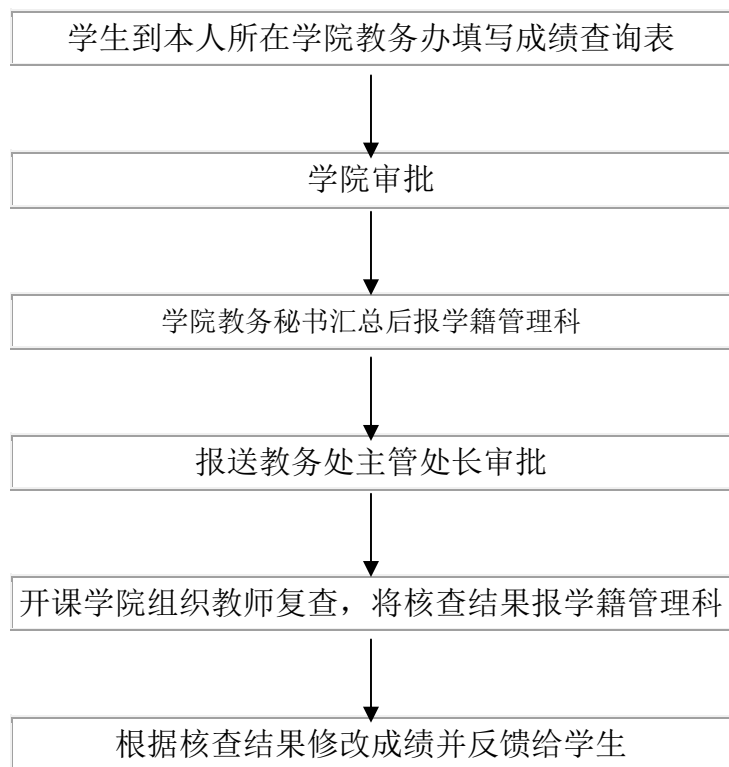 学生到本人所在学院教务办填写成绩查询表
学院审批
学院教务秘书汇总后报学籍管理科
报送教务处主管处长审批
开课学院组织教师复查，将核查结果报学籍管理科
根据核查结果修改成绩并反馈给学生